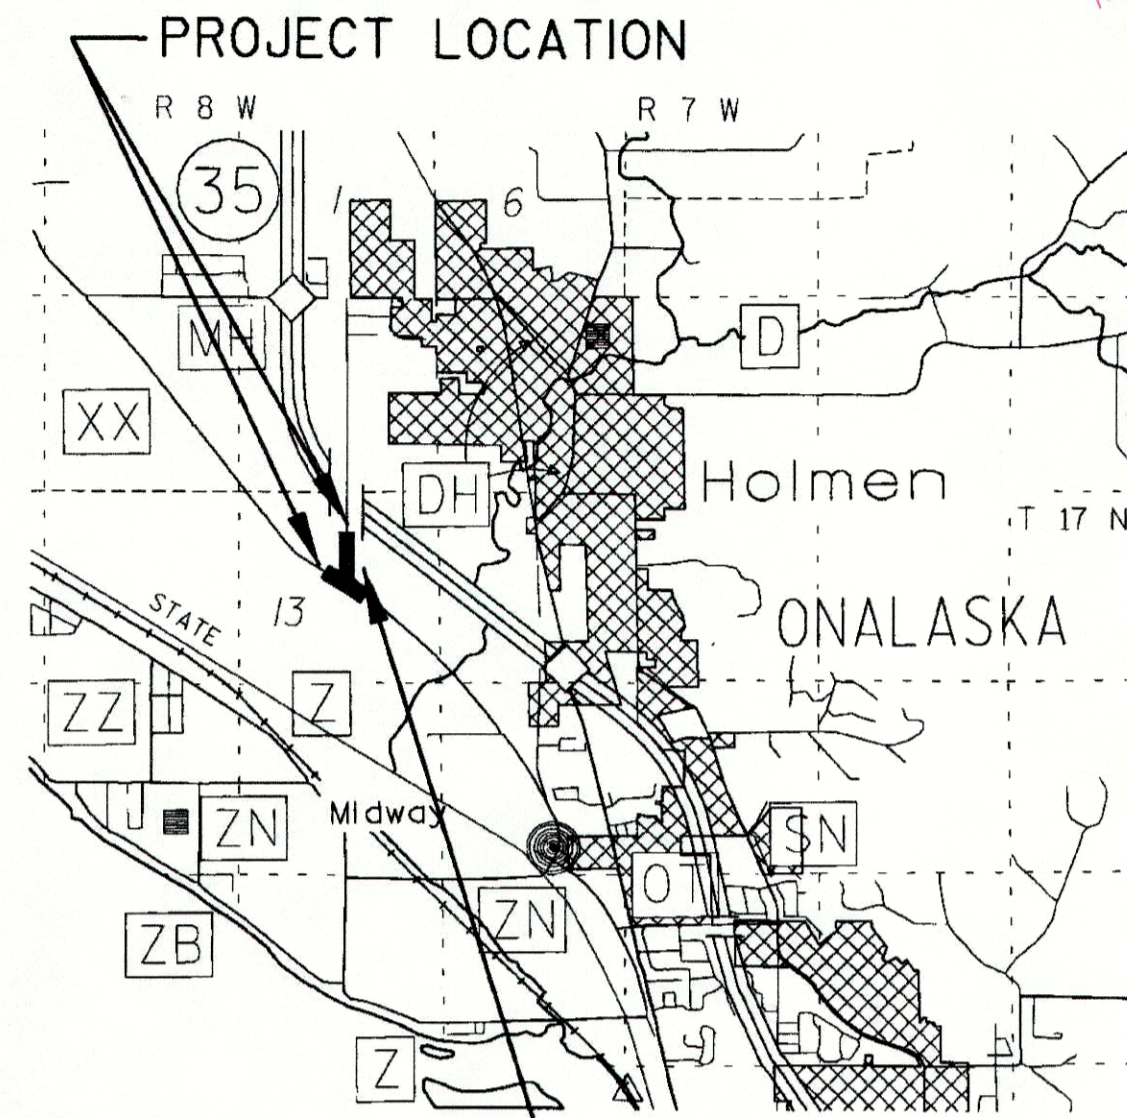 PROJECT LOCATION
R 8 W
R 7 W
35
1
6
MH
D
XX
DH
Holmen
T 17 N
13
STATE
ONALASKA
ZZ
Z
ZN
Midway
SN
OT
ZN
ZB
Z